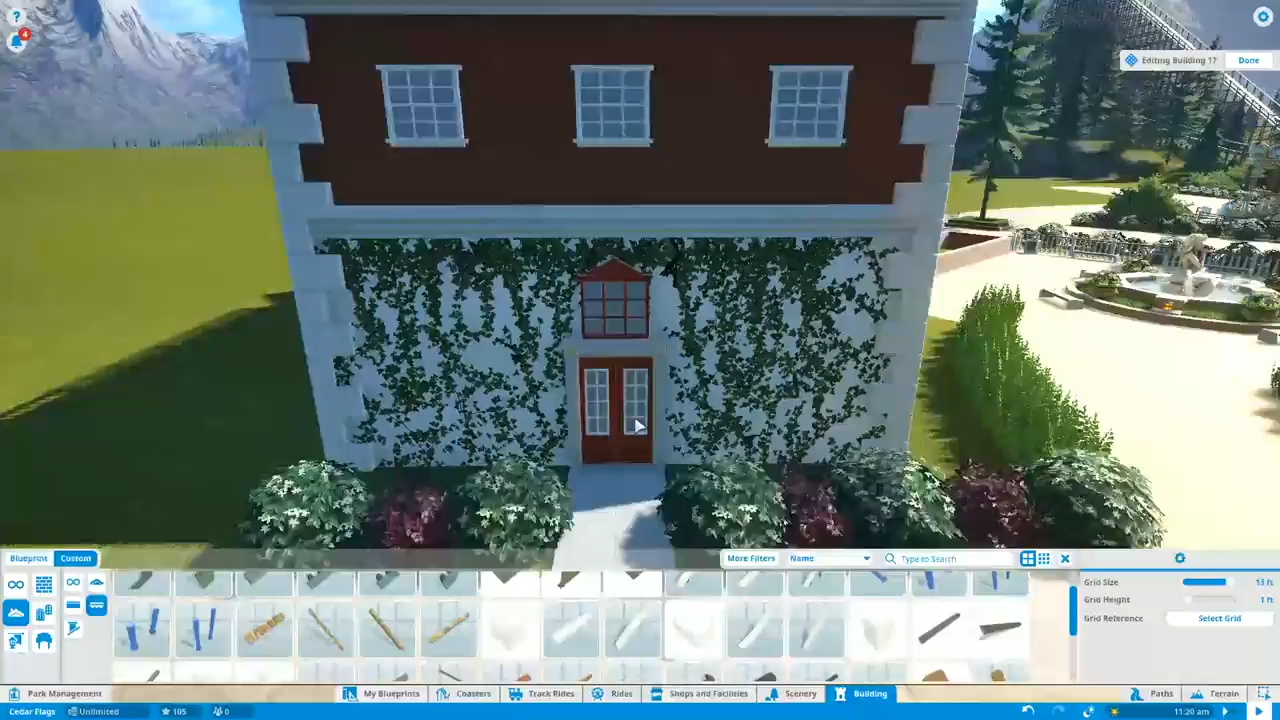 ?
4
Editing Building 17 Done
Blueprint Custom More Filters Name Type to Search
Grid Size 13 ft
Grid Height 1 ft
Grid Reference Select Grid
Park Management My Blueprints Coasters Track Rides Rides Shops and Facilities Scenery Building Paths Terrain
Cedar Flags Unlimited 105 0 11:20 am